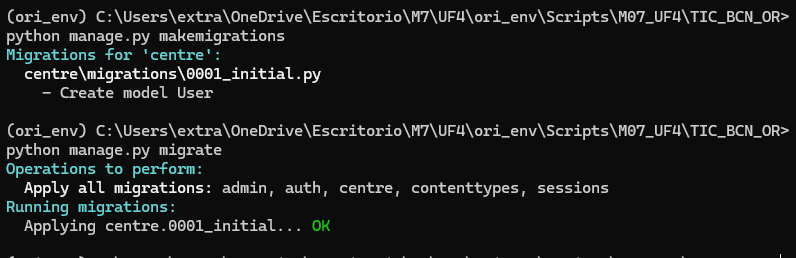 (ori_env) C:\Users\extra\OneDrive\Escritorio\M7\UF4\ori_env\Scripts\M07_UF4\TIC_BCN_OR>
python manage.py makemigrations
Migrations for 'centre':
  centre\migrations\0001_initial.py
    - Create model User
(ori_env) C:\Users\extra\OneDrive\Escritorio\M7\UF4\ori_env\Scripts\M07_UF4\TIC_BCN_OR>
python manage.py migrate
Operations to perform:
  Apply all migrations: admin, auth, centre, contenttypes, sessions
Running migrations:
  Applying centre.0001_initial... OK